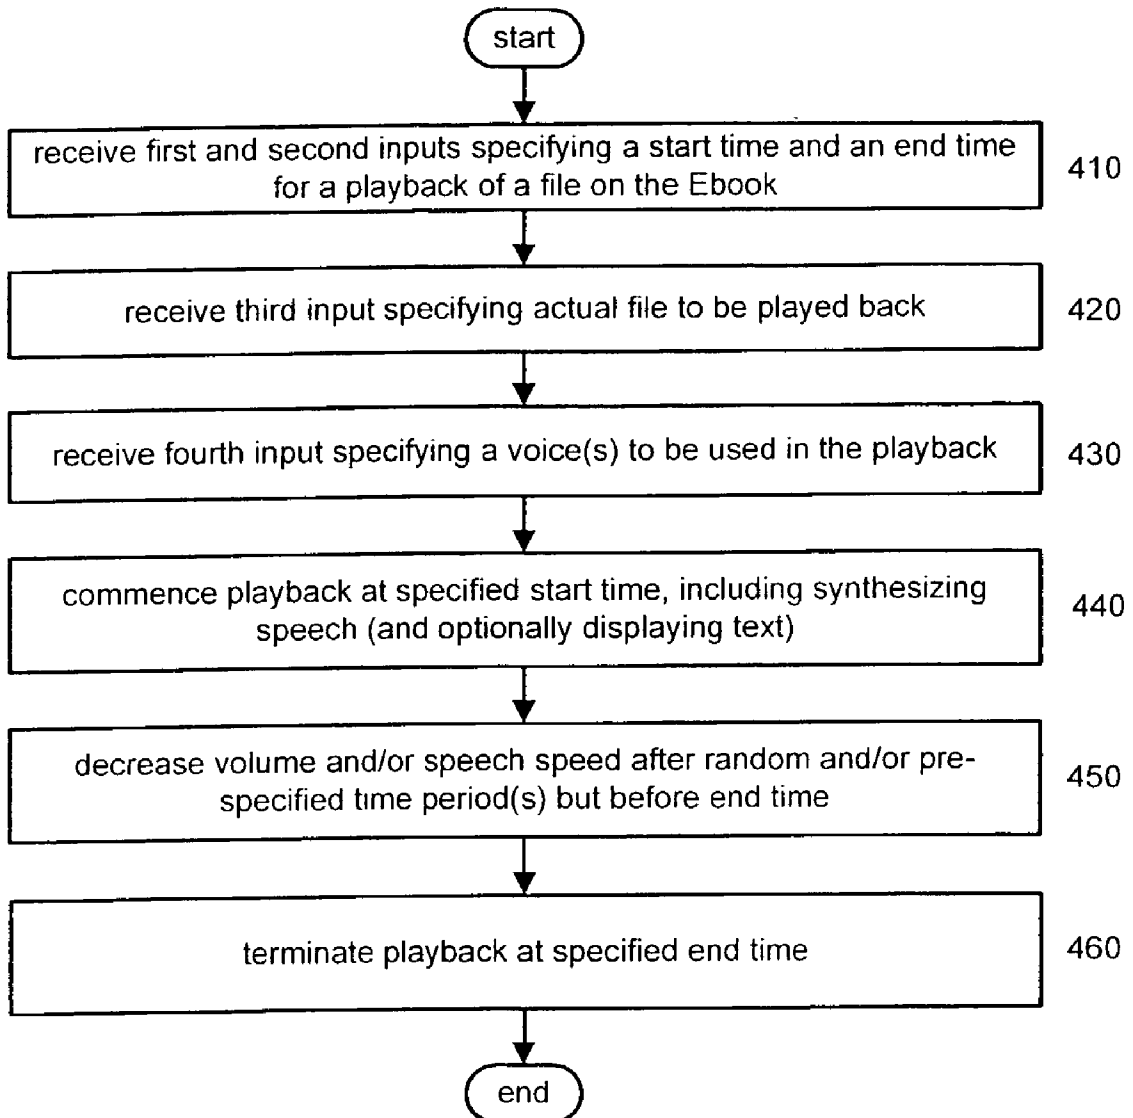 start
receive first and second inputs specifying a start time and an end time
for a playback of a file on the Ebook
410
receive third input specifying actual file to be played back
420
receive fourth input specifying a voice(s) to be used in the playback
430
commence playback at specified start time, including synthesizing
speech (and optionally displaying text)
440
decrease volume and/or speech speed after random and/or pre-
specified time period(s) but before end time
450
terminate playback at specified end time
460
end